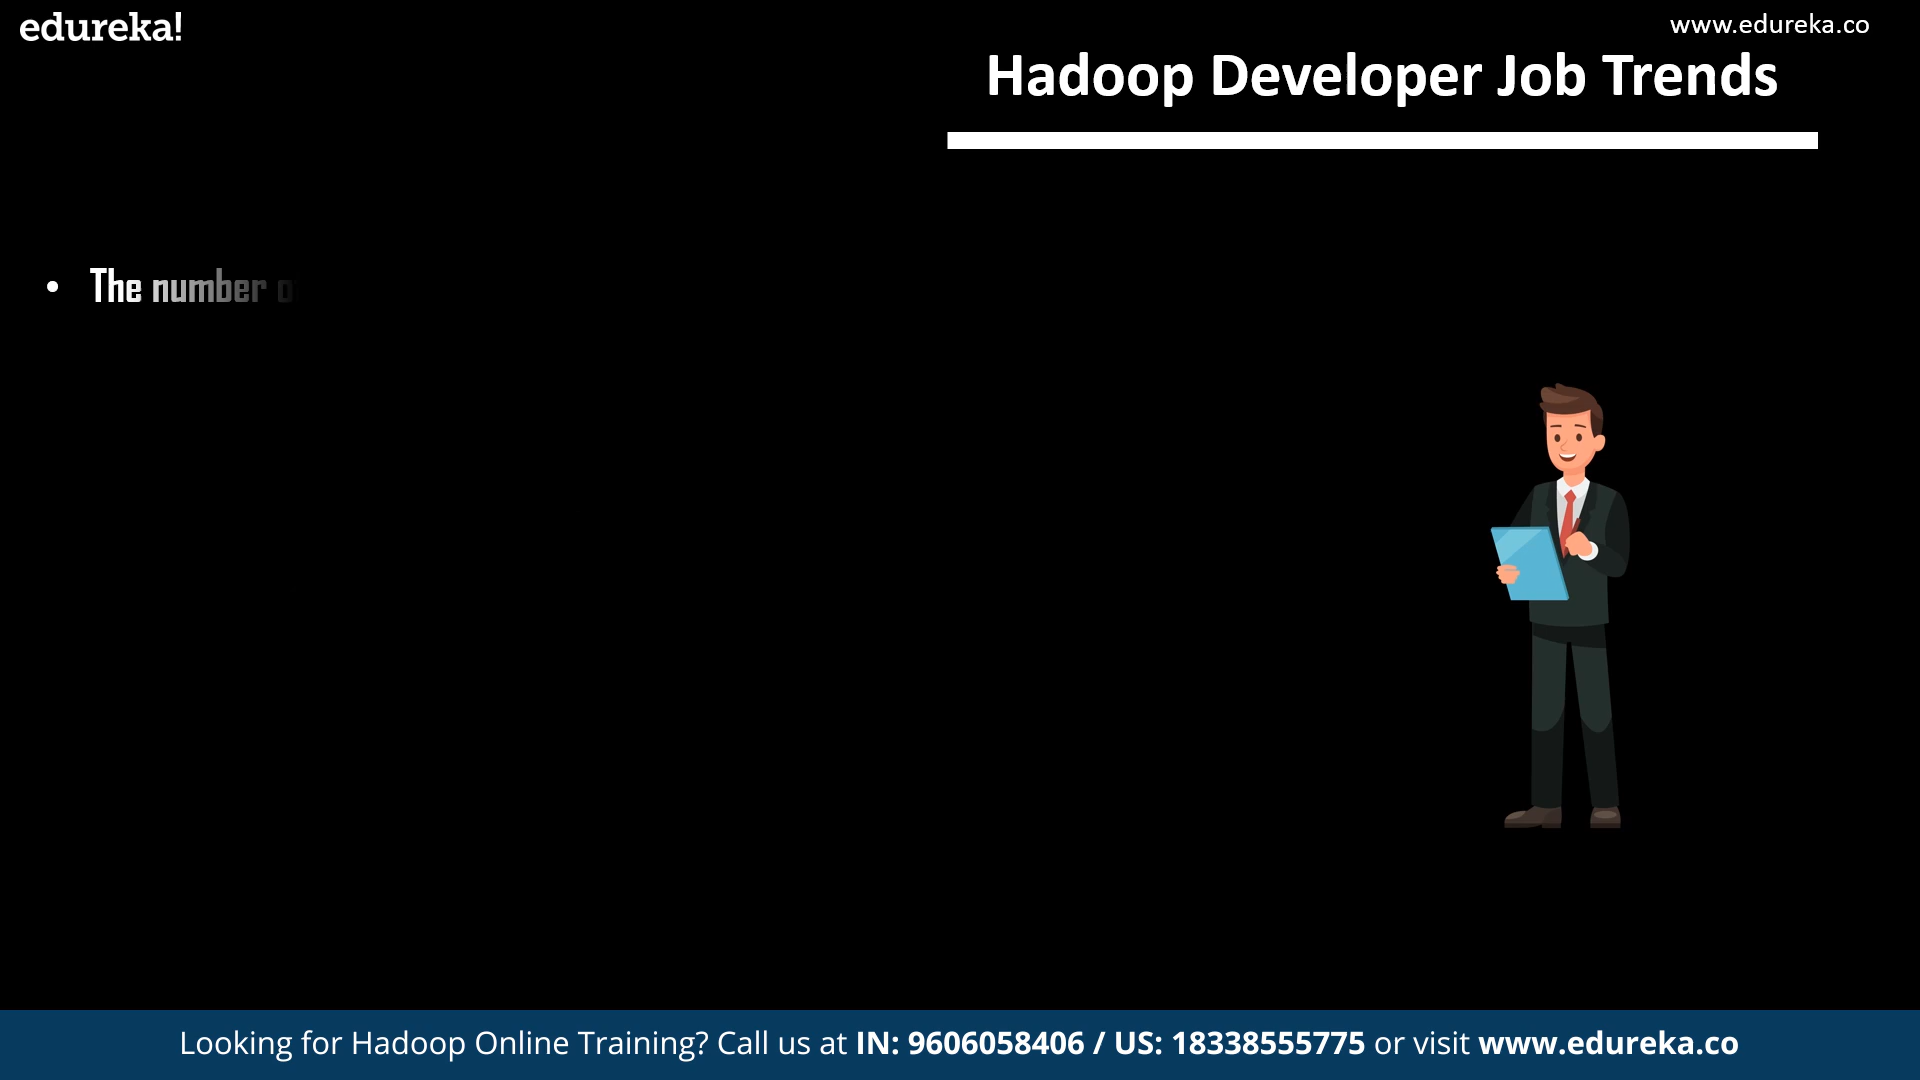 edureka!
www.edureka.co
Hadoop Developer Job Trends
• The number
Looking for Hadoop Online Training? Call us at IN: 9606058406 / US: 18338555775 or visit www.edureka.co